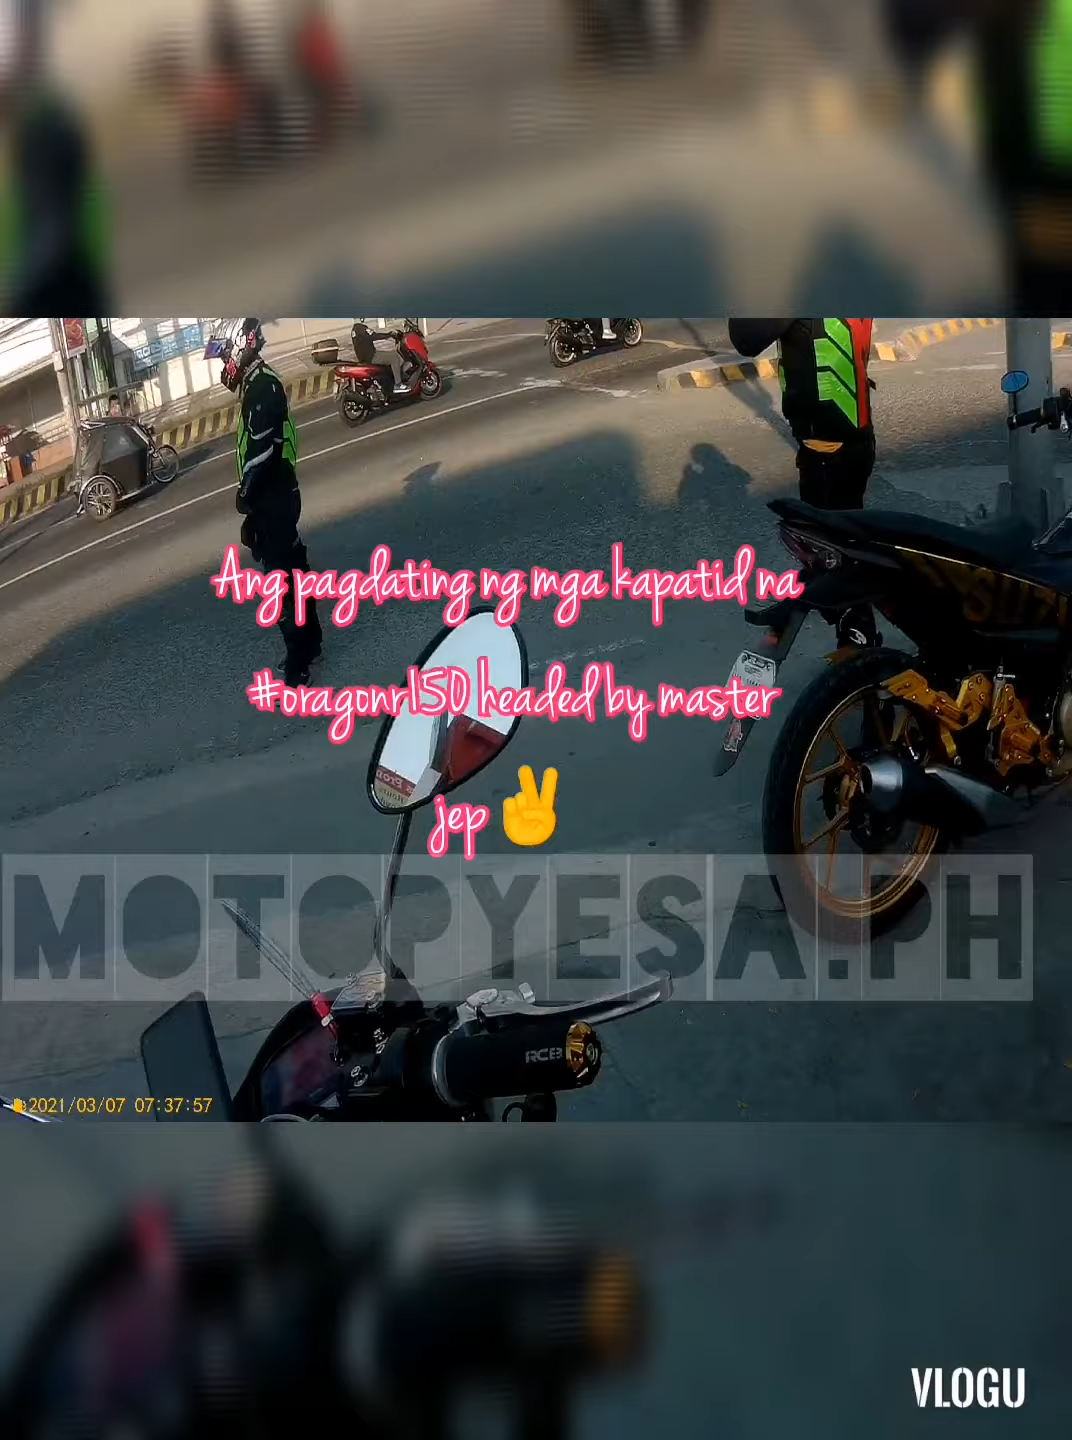 Ang pagdating ng mga kapatid na
#oragonr150 headed by master
jep ✌
MOTOPYESA.PH
RCB
2021/03/07 07:37:57
VLOGU